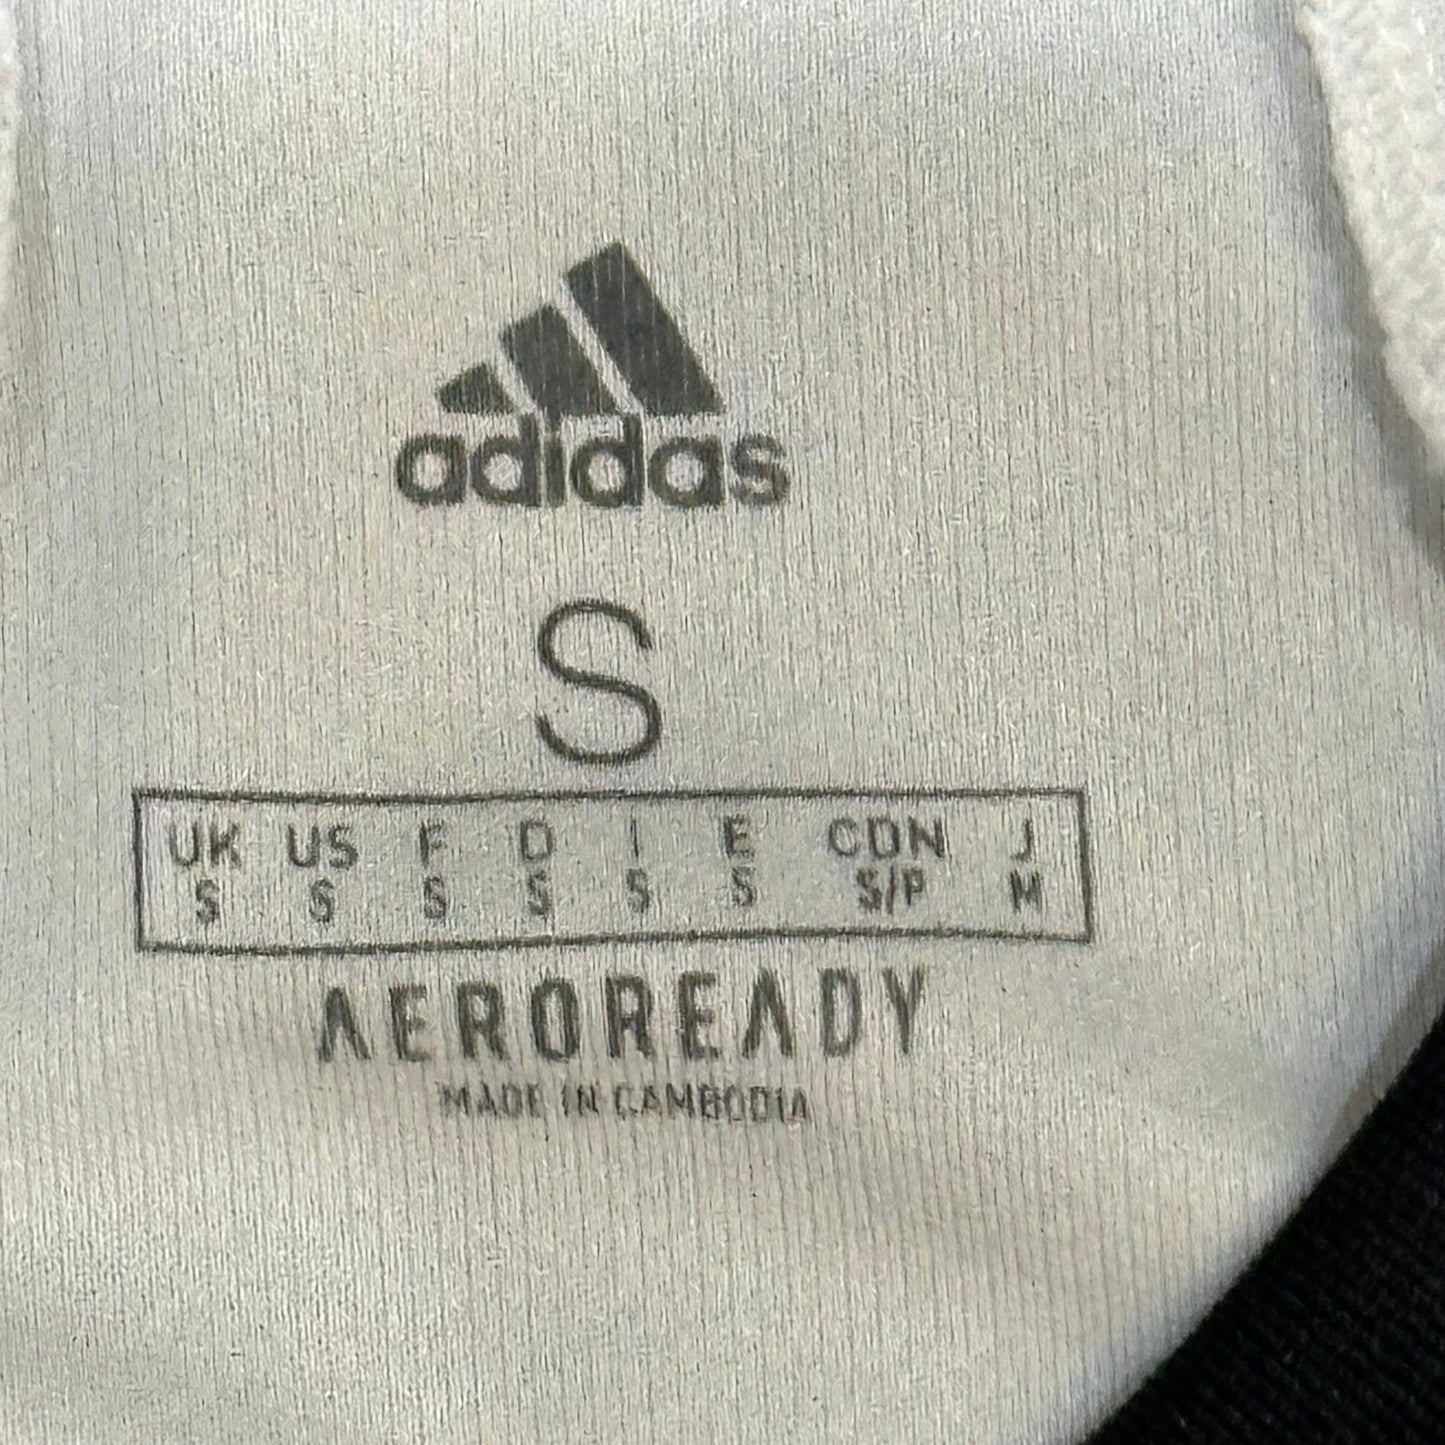 adidas
S
UK US F D I E CDN J
S S S S S S S/P M
AEROREADY
MADE IN CAMBODIA